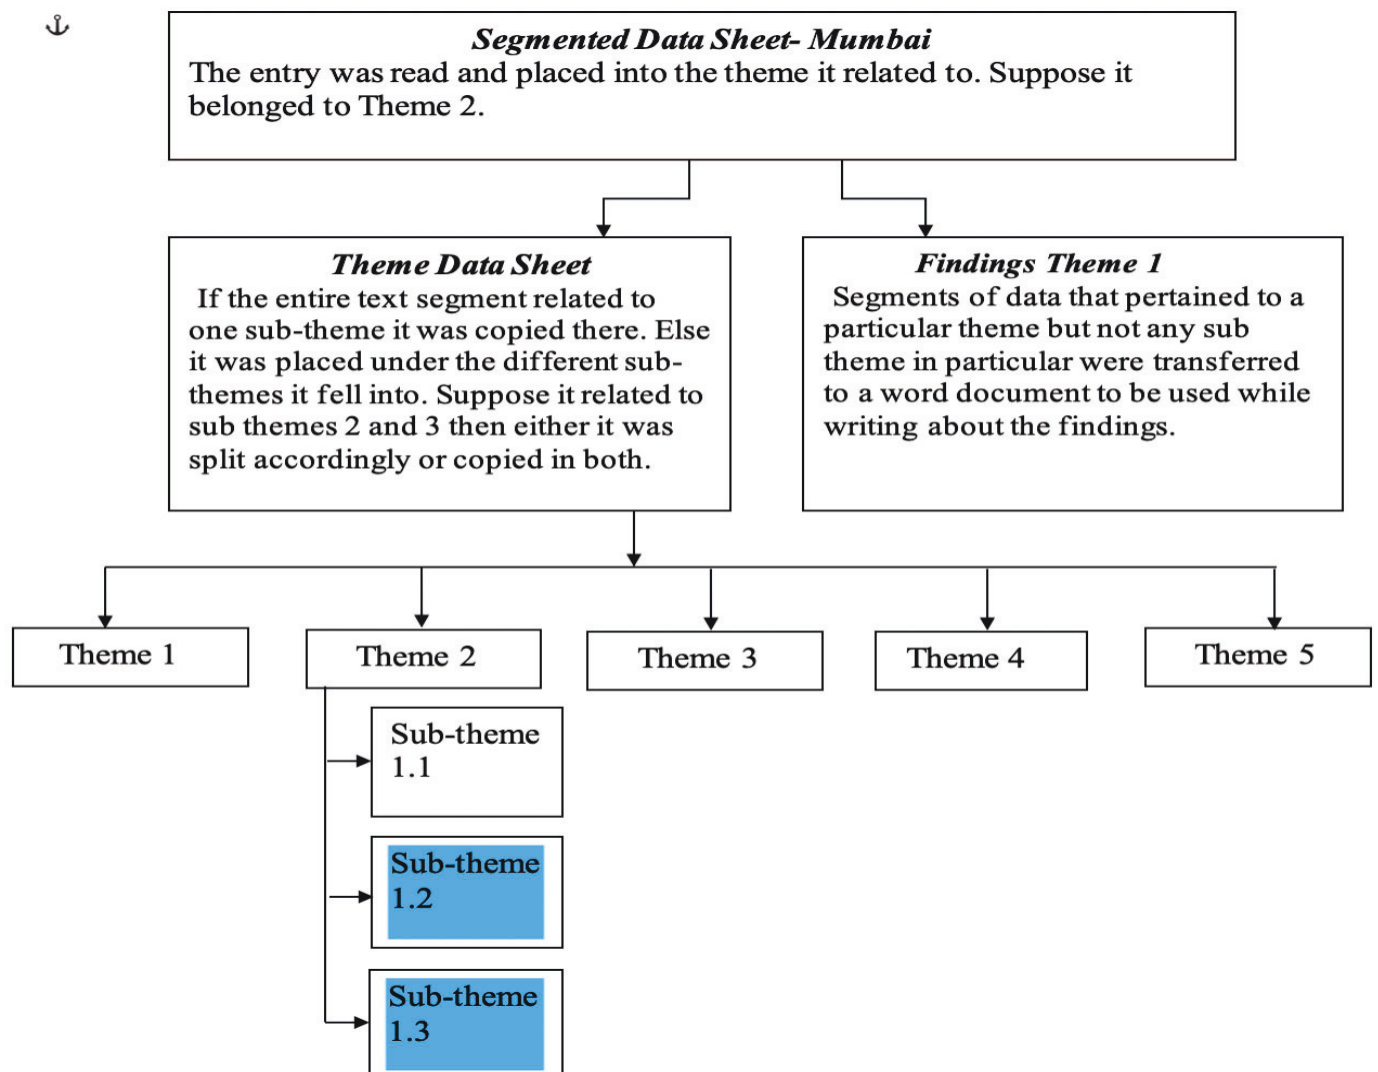 Segmented Data Sheet- Mumbai
The entry was read and placed into the theme it related to. Suppose it
belonged to Theme 2.
Theme Data Sheet
If the entire text segment related to
one sub-theme it was copied there. Else
it was placed under the different sub-
themes it fell into. Suppose it related to
sub themes 2 and 3 then either it was
split accordingly or copied in both.
Findings Theme 1
Segments of data that pertained to a
particular theme but not any sub
theme in particular were transferred
to a word document to be used while
writing about the findings.
Theme 1
Theme 2
Theme 3
Theme 4
Theme 5
Sub-theme
1.1
Sub-theme
1.2
Sub-theme
1.3